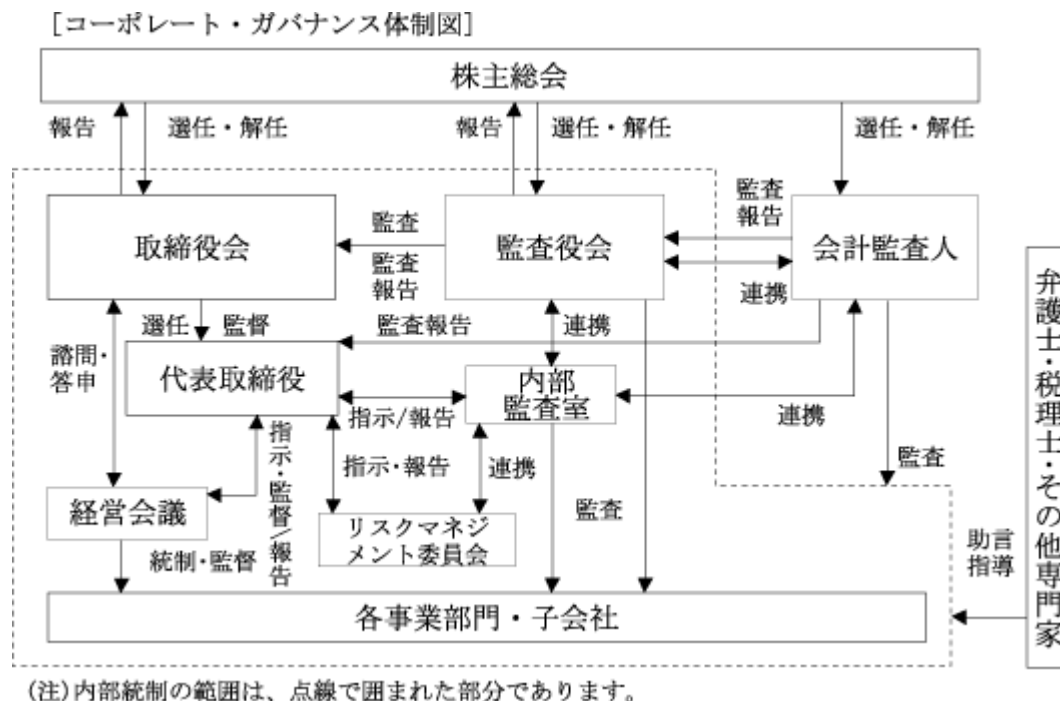 [コーポレート・ガバナンス体制図]
株主総会
報告
選任・解任
報告
選任・解任
選任・解任
取締役会
監査
監査
報告
監査役会
監査
報告
連携
会計監査人
選任
監督
監査報告
連携
諮問・
答申
代表取締役
内部
監査室
指示/報告
連携
指示・監督/報告
指示・報告
連携
監査
監査
経営会議
リスクマネジ
メント委員会
統制・監督
各事業部門・子会社
助言
指導
弁護士・税理士・その他専門家
(注)内部統制の範囲は、点線で囲まれた部分であります。